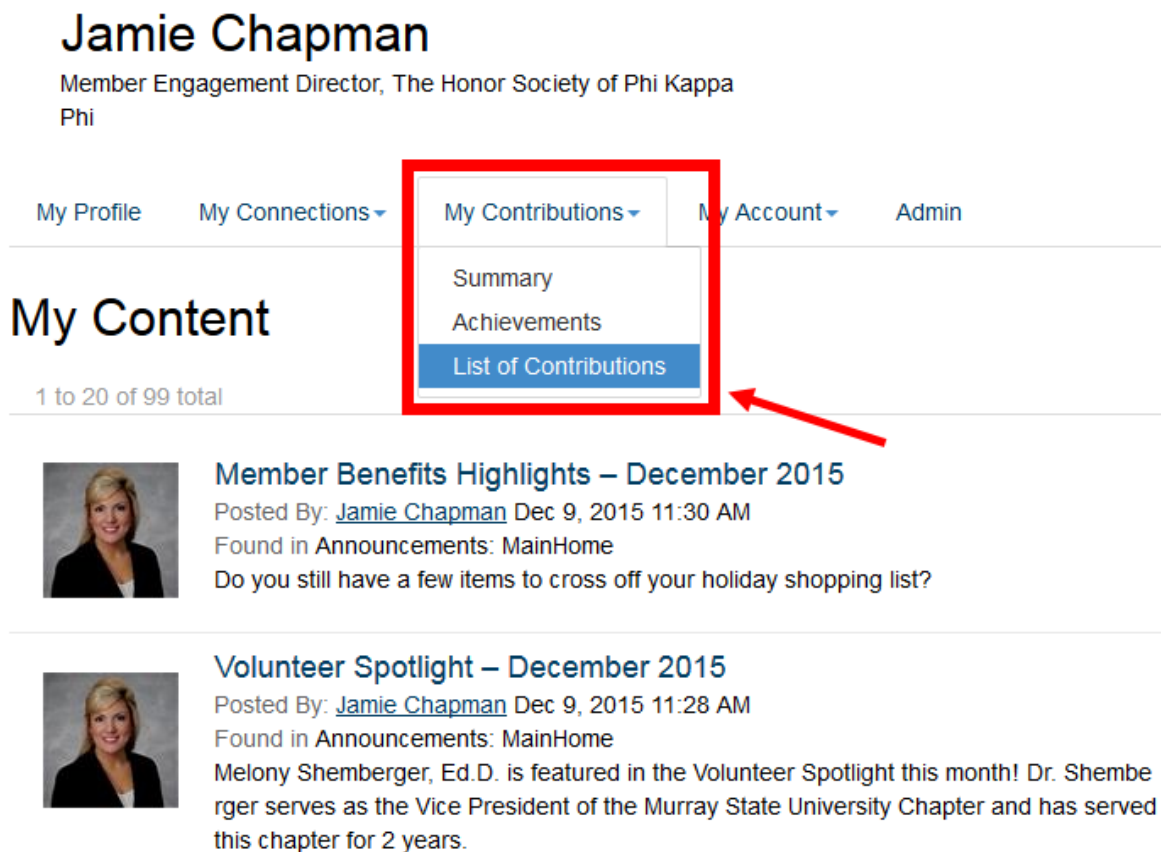 Jamie Chapman
Member Engagement Director, The Honor Society of Phi Kappa
Phi
My Profile My Connections My Contributions My Account Admin
Summary
Achievements
List of Contributions
My Content
1 to 20 of 99 total
Member Benefits Highlights – December 2015
Posted By: Jamie Chapman Dec 9, 2015 11:30 AM
Found in Announcements: MainHome
Do you still have a few items to cross off your holiday shopping list?
Volunteer Spotlight – December 2015
Posted By: Jamie Chapman Dec 9, 2015 11:28 AM
Found in Announcements: MainHome
Melony Shemberger, Ed.D. is featured in the Volunteer Spotlight this month! Dr. Shembe
rger serves as the Vice President of the Murray State University Chapter and has served
this chapter for 2 years.